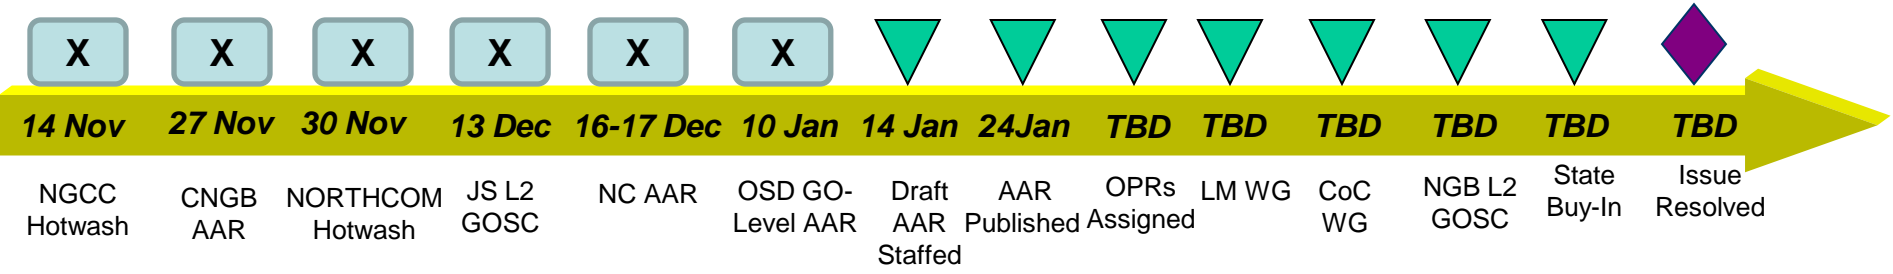 X X X X X X
14 Nov 27 Nov 30 Nov 13 Dec 16-17 Dec 10 Jan 14 Jan 24Jan TBD TBD TBD TBD TBD TBD
NGCC
Hotwash
CNGB
AAR
NORTHCOM
Hotwash
JS L2
GOSC
NC AAR
OSD GO-
Level AAR
Draft
AAR
Staffed
AAR
Published
OPRs
Assigned
LM WG
CoC
WG
NGB L2
GOSC
State
Buy-In
Issue
Resolved